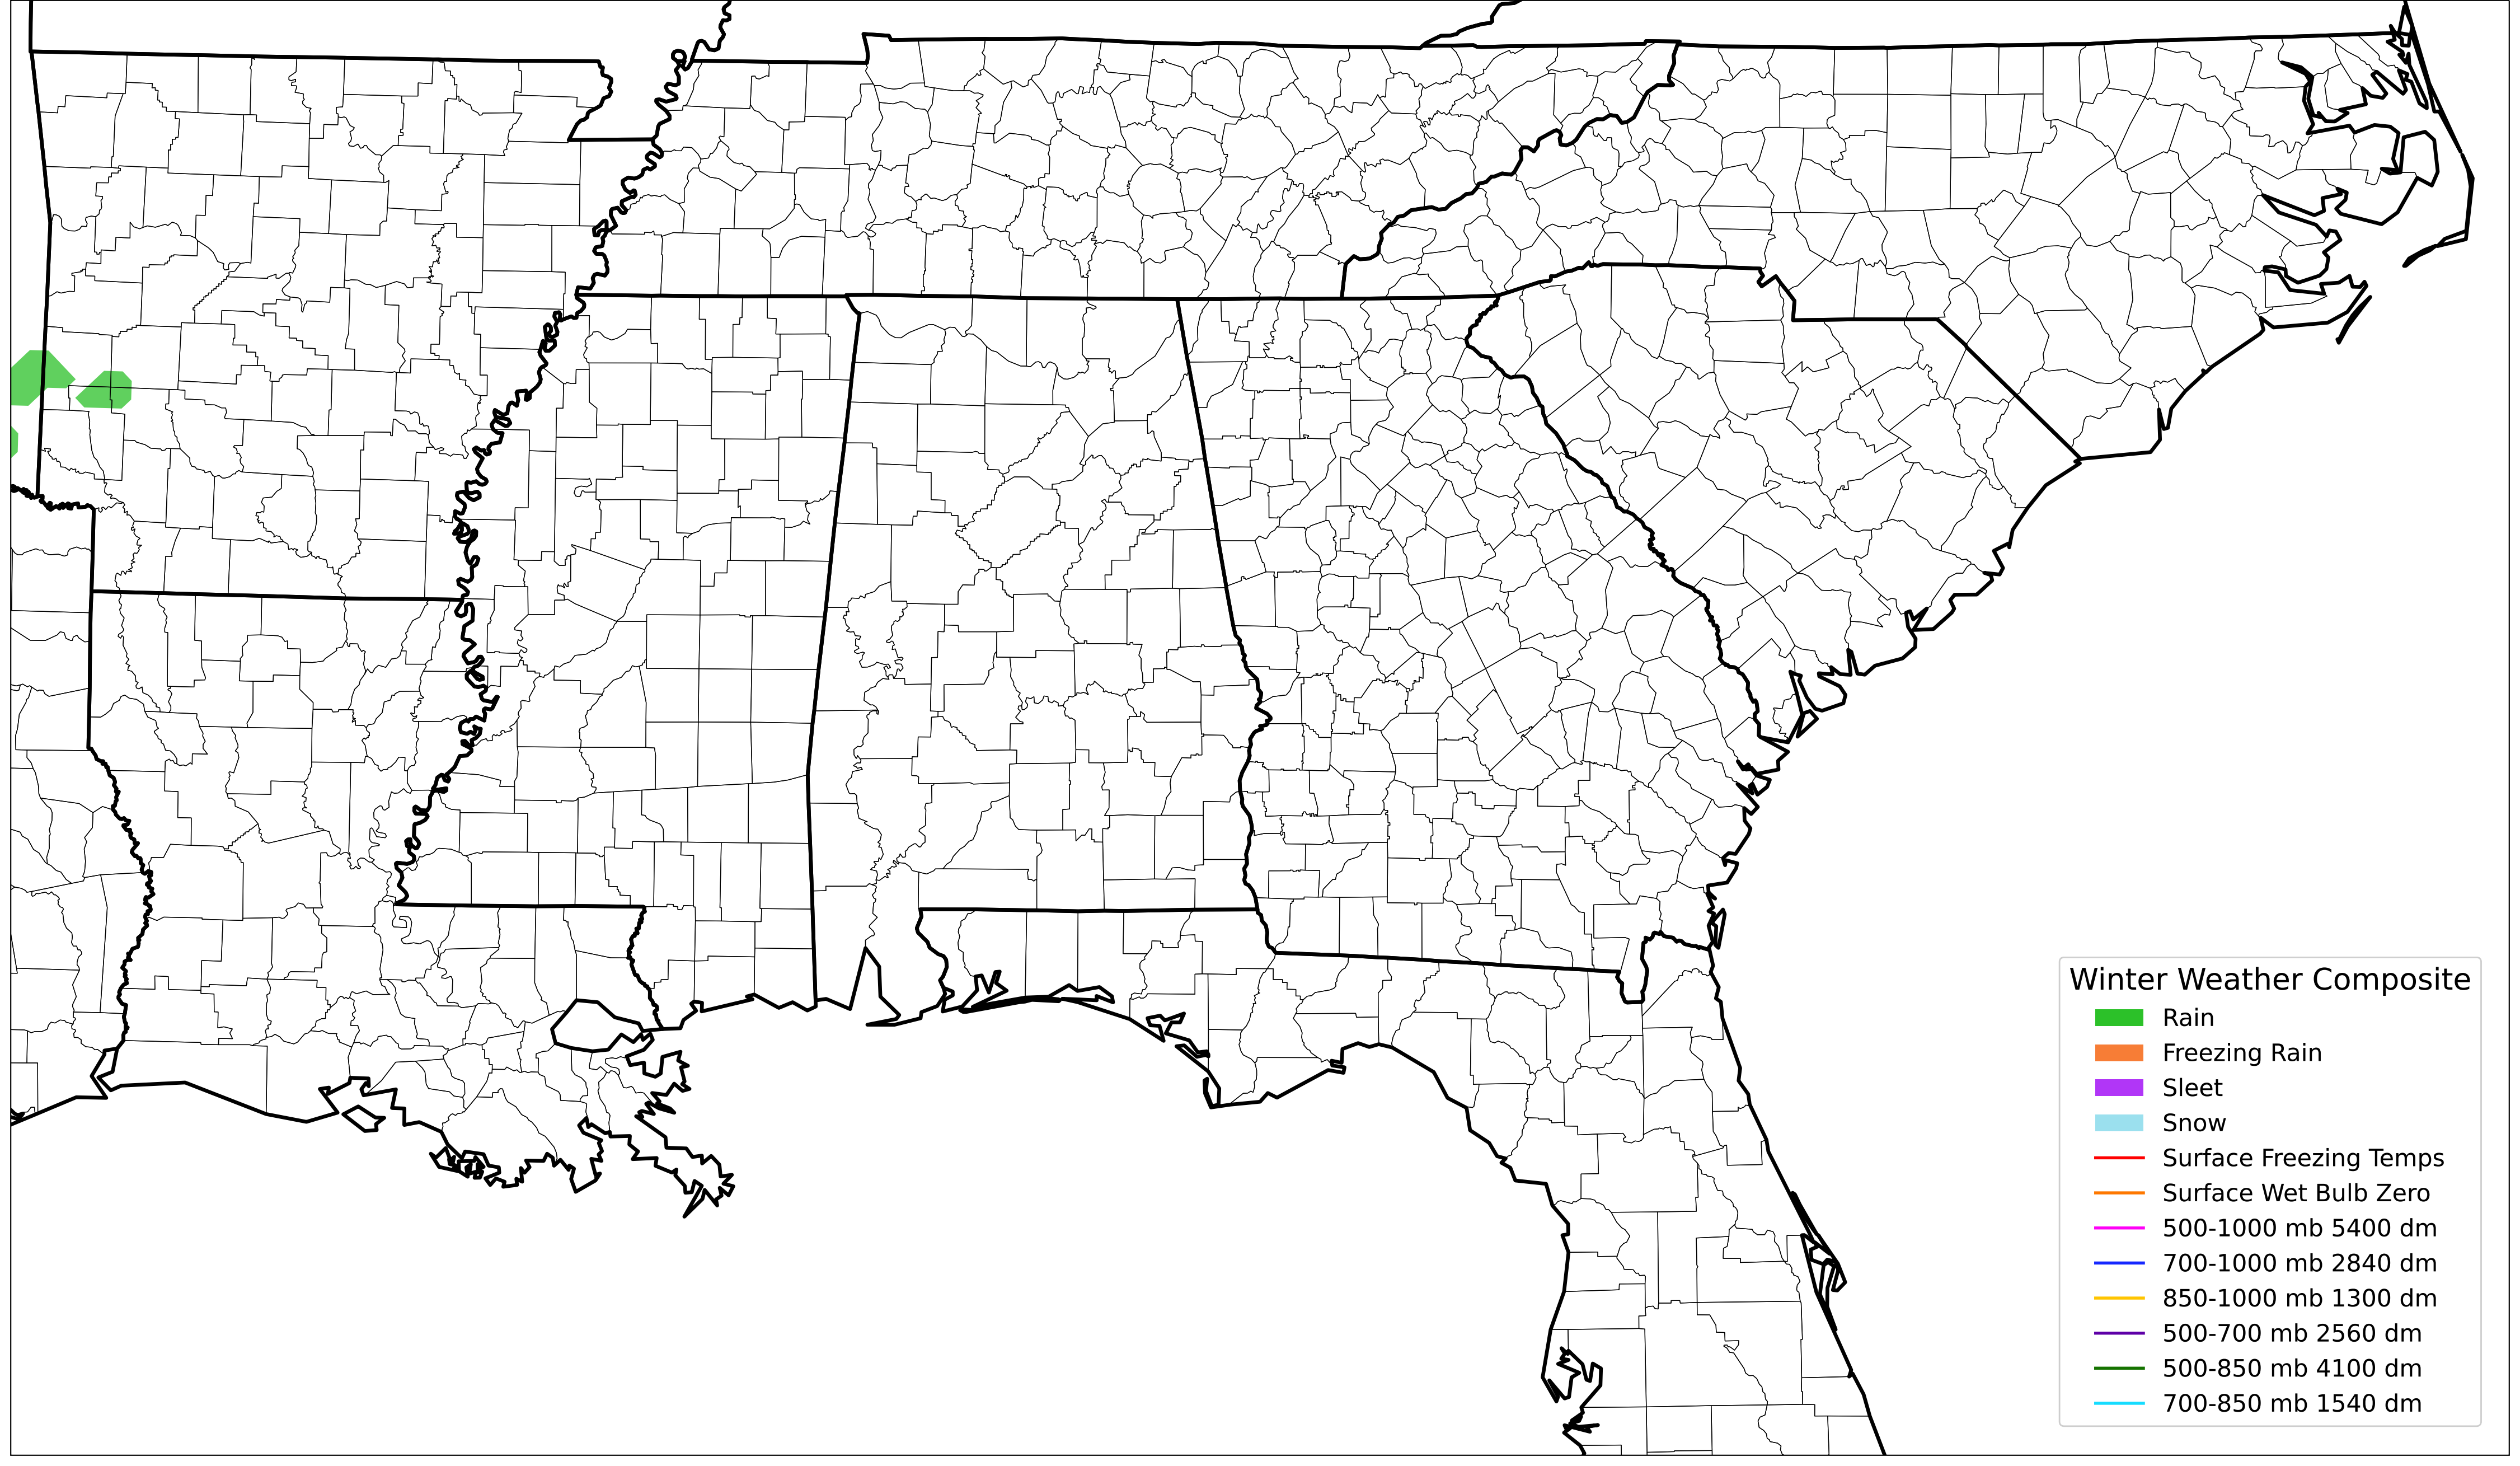 Winter Weather Composite
Rain
Freezing Rain
Sleet
Snow
Surface Freezing Temps
Surface Wet Bulb Zero
500-1000 mb 5400 dm
700-1000 mb 2840 dm
850-1000 mb 1300 dm
500-700 mb 2560 dm
500-850 mb 4100 dm
700-850 mb 1540 dm